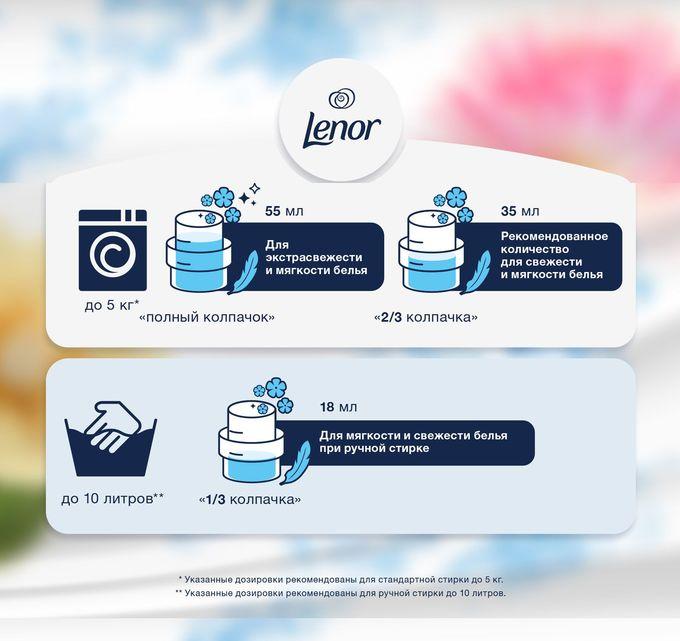 Lenor
55 мл
Для
экстрасвежести
и мягкости белья
35 мл
Рекомендованное
количество
для свежести
и мягкости белья
до 5 кг*
«полный колпачок»
«2/3 колпачка»
18 мл
Для мягкости и свежести белья
при ручной стирке
до 10 литров**
«1/3 колпачка»
* Указанные дозировки рекомендованы для стандартной стирки до 5 кг.
** Указанные дозировки рекомендованы для ручной стирки до 10 литров.